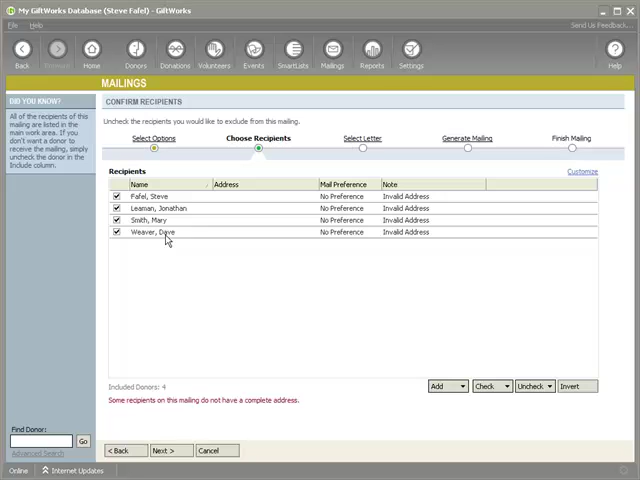 My GiftWorks Database (Steve Fafel) - GiftWorks
File Help Send Us Feedback...
Back Forward Home Donors Donations Volunteers Events SmartLists Mailings Reports Settings Help
MAILINGS
DID YOU KNOW?
All of the recipients of this
mailing are listed in the
main work area. If you
don't want a donor to
receive the mailing, simply
uncheck the donor in the
Include column.
CONFIRM RECIPIENTS
Uncheck the recipients you would like to exclude from this mailing.
Select Options Choose Recipients Select Letter Generate Mailing Finish Mailing
Recipients Customize
Name Address Mail Preference Note
Fafel, Steve No Preference Invalid Address
Leaman, Jonathan No Preference Invalid Address
Smith, Mary No Preference Invalid Address
Weaver, Dave No Preference Invalid Address
Included Donors: 4 Add Check Uncheck Invert
Some recipients on this mailing do not have a complete address.
Find Donor:
Go
Advanced Search
< Back Next > Cancel
Online Internet Updates